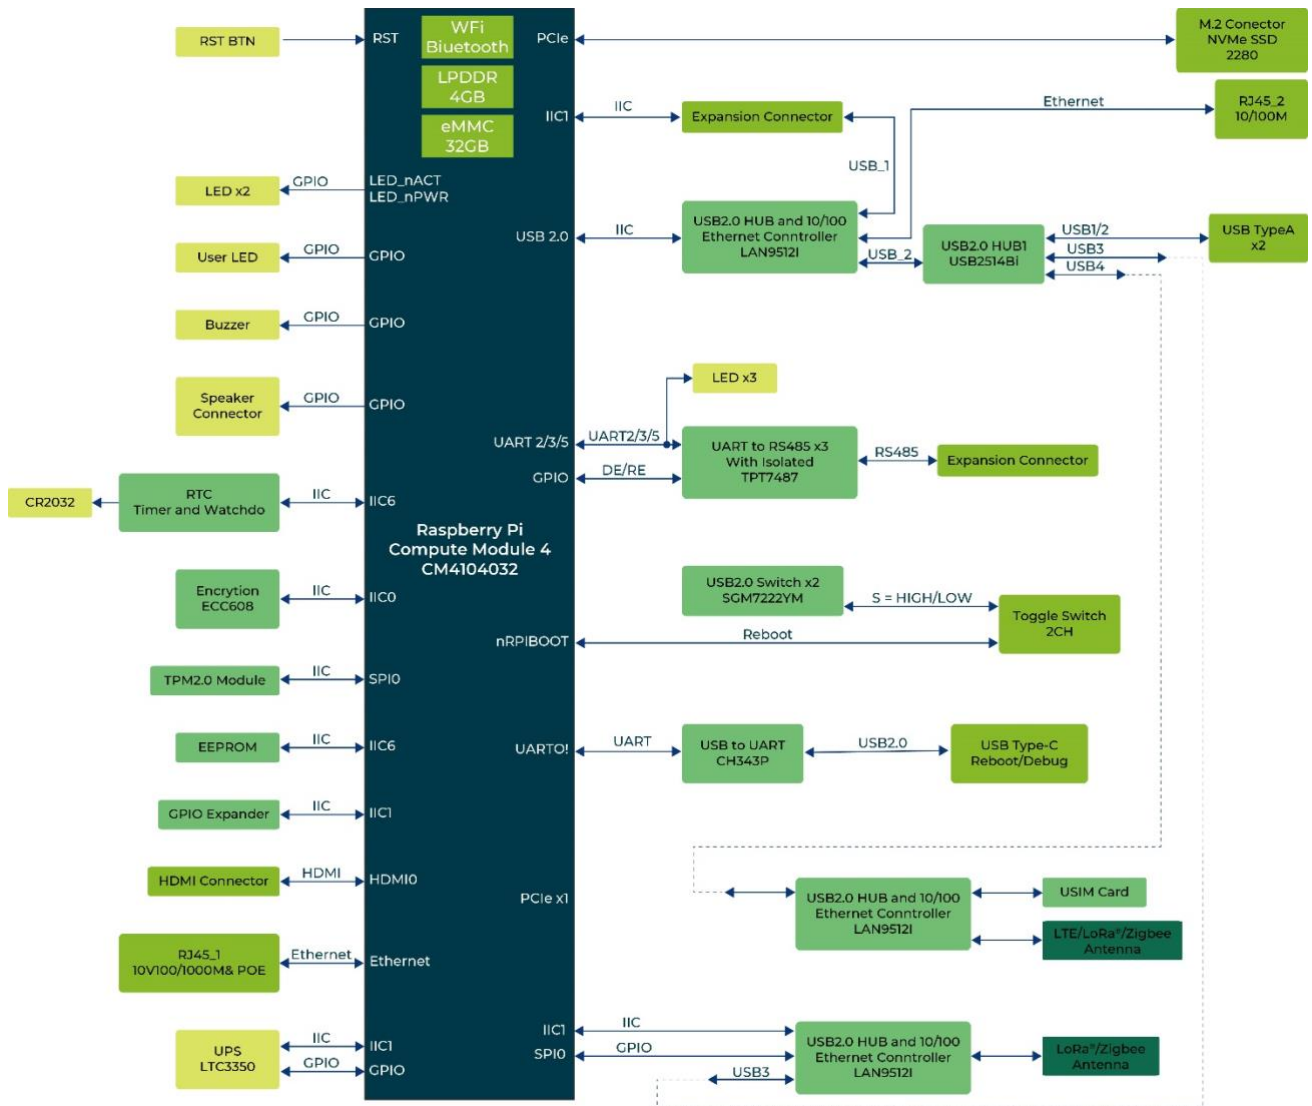 RST BTN
RST
WFi
Biuetooth
PCIe
M.2 Conector
NVMe SSD
2280
LPDDR
4GB
eMMC
32GB
IIC1
IIC
Expansion Connector
Ethernet
RJ45_2
10/100M
USB_1
LED x2
GPIO
LED_nACT
LED_nPWR
USB 2.0
IIC
USB2.0 HUB and 10/100
Ethernet Conntroller
LAN9512I
USB_2
USB2.0 HUB1
USB2514Bi
USB1/2
USB3
USB4
USB TypeA
x2
User LED
GPIO
GPIO
Buzzer
GPIO
GPIO
Speaker
Connector
GPIO
GPIO
LED x3
UART 2/3/5
UART2/3/5
GPIO
DE/RE
UART to RS485 x3
With Isolated
TPT7487
RS485
Expansion Connector
CR2032
RTC
Timer and Watchdo
IIC
IIC6
Raspberry Pi
Compute Module 4
CM4104032
Encrytion
ECC608
IIC
IIC0
USB2.0 Switch x2
SGM7222YM
S = HIGH/LOW
Toggle Switch
2CH
nRPIBOOT
Reboot
TPM2.0 Module
IIC
SPI0
EEPROM
IIC
IIC6
UARTO!
UART
USB to UART
CH343P
USB2.0
USB Type-C
Reboot/Debug
GPIO Expander
IIC
IIC1
HDMI Connector
HDMI
HDMI0
PCIe x1
USB2.0 HUB and 10/100
Ethernet Conntroller
LAN9512I
USIM Card
LTE/LoRa®/Zigbee
Antenna
RJ45_1
10V100/1000M& POE
Ethernet
Ethernet
UPS
LTC3350
IIC
IIC1
GPIO
GPIO
IIC1
IIC
SPI0
GPIO
USB3
USB2.0 HUB and 10/100
Ethernet Conntroller
LAN9512I
LoRa®/Zigbee
Antenna